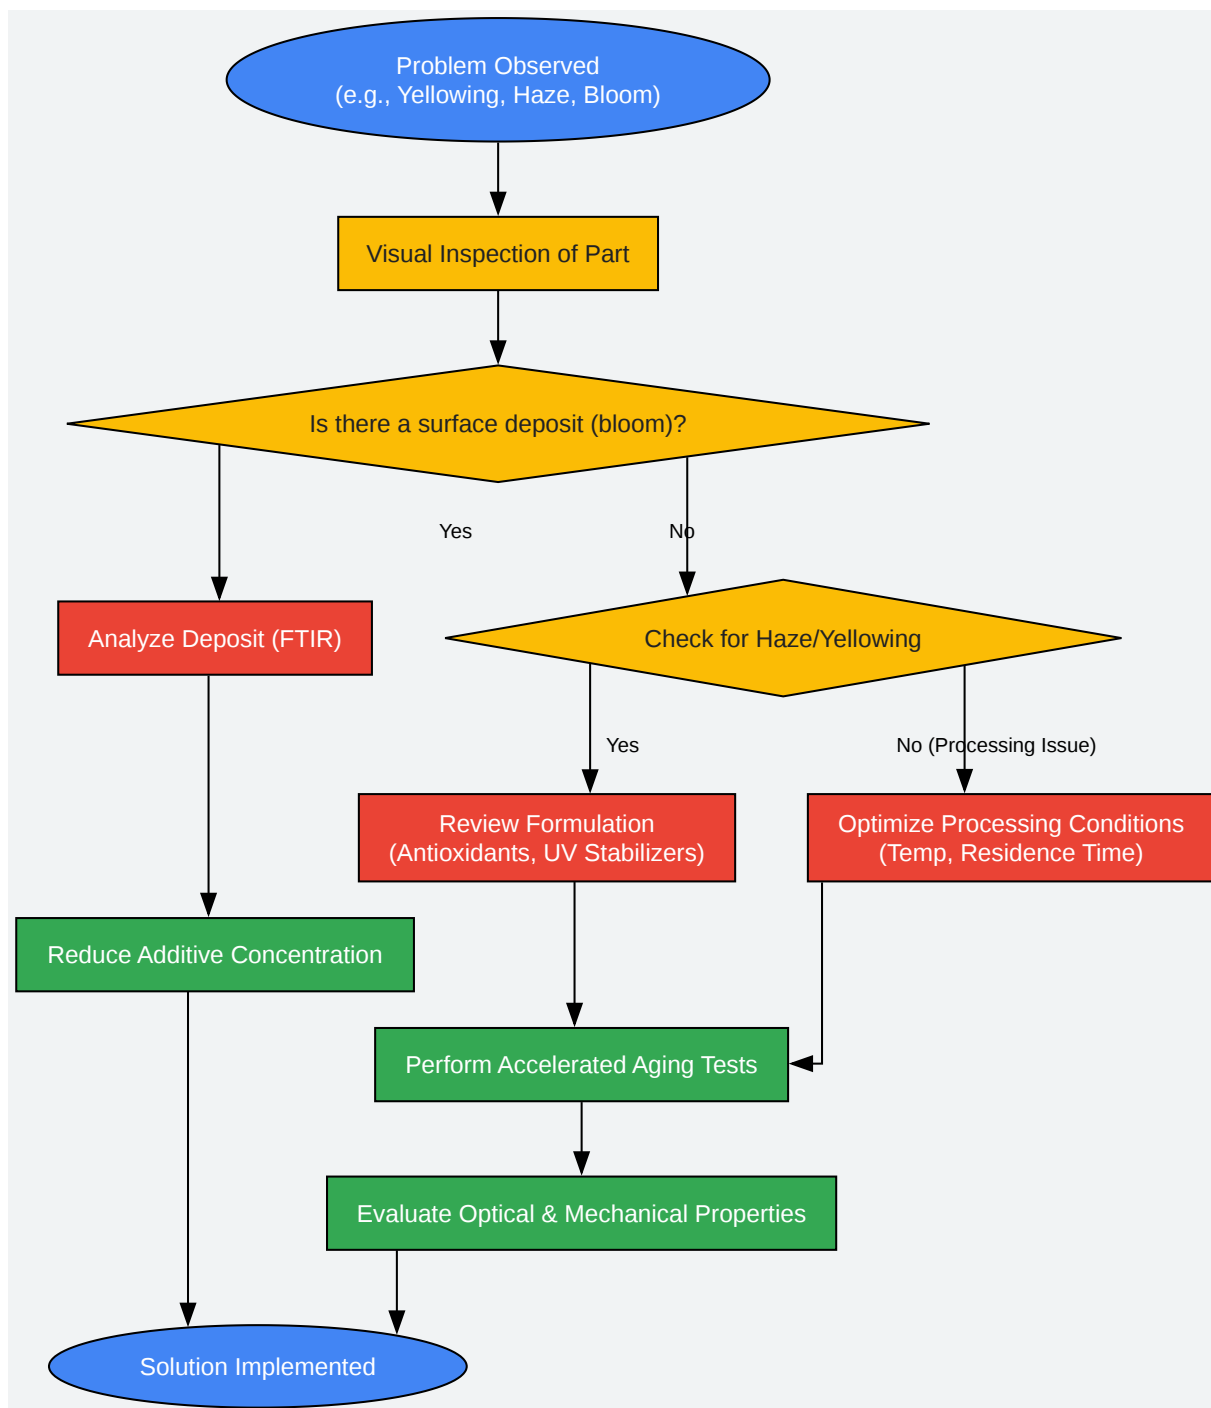 Problem Observed
(e.g., Yellowing, Haze, Bloom)
Visual Inspection of Part
Is there a surface deposit (bloom)?
Yes
No
Analyze Deposit (FTIR)
Check for Haze/Yellowing
Yes
No (Processing Issue)
Review Formulation
(Antioxidants, UV Stabilizers)
Optimize Processing Conditions
(Temp, Residence Time)
Reduce Additive Concentration
Perform Accelerated Aging Tests
Evaluate Optical & Mechanical Properties
Solution Implemented